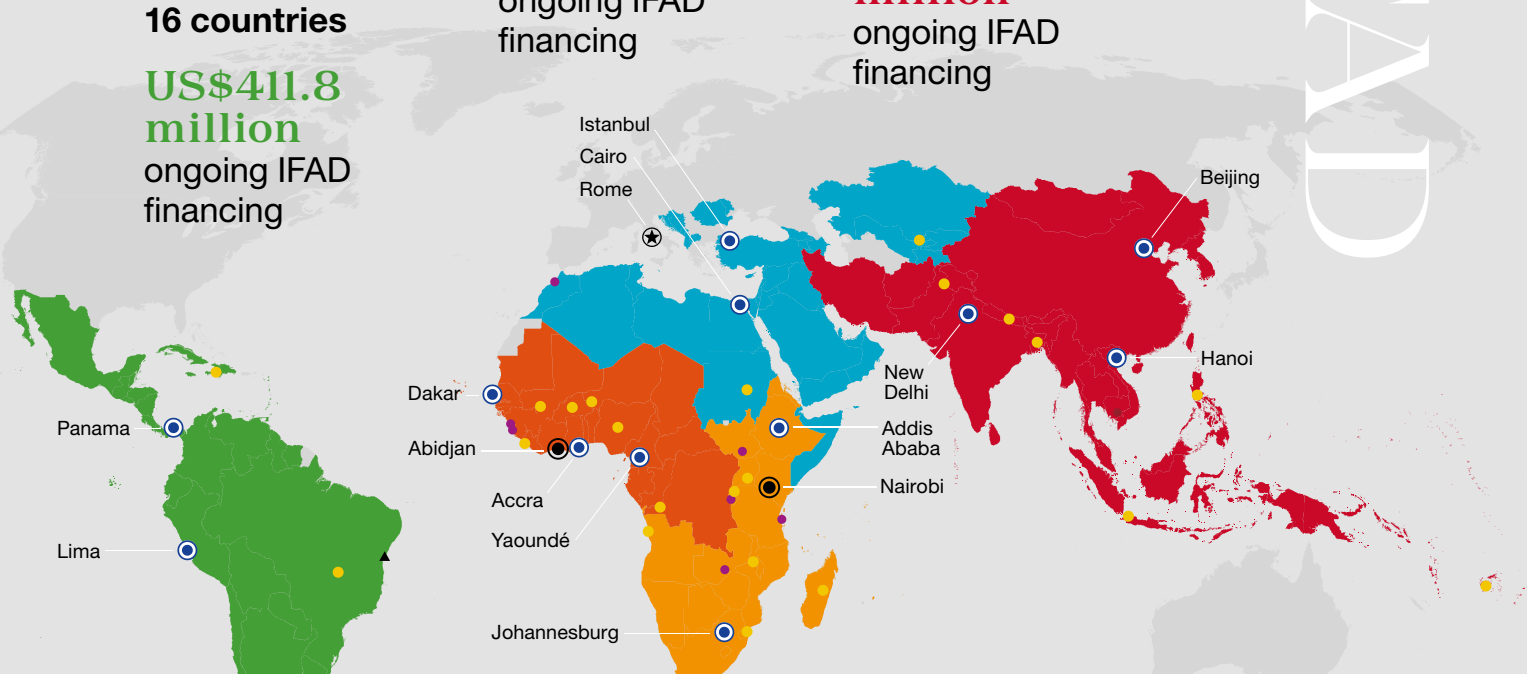 16 countries
US$411.8
million
ongoing IFAD
financing
ongoing IFAD
financing
million
ongoing IFAD
financing
Istanbul
Cairo
Rome
Beijing
Hanoi
New
Delhi
Dakar
Panama
Abidjan
Addis
Ababa
Nairobi
Accra
Yaoundé
Lima
Johannesburg